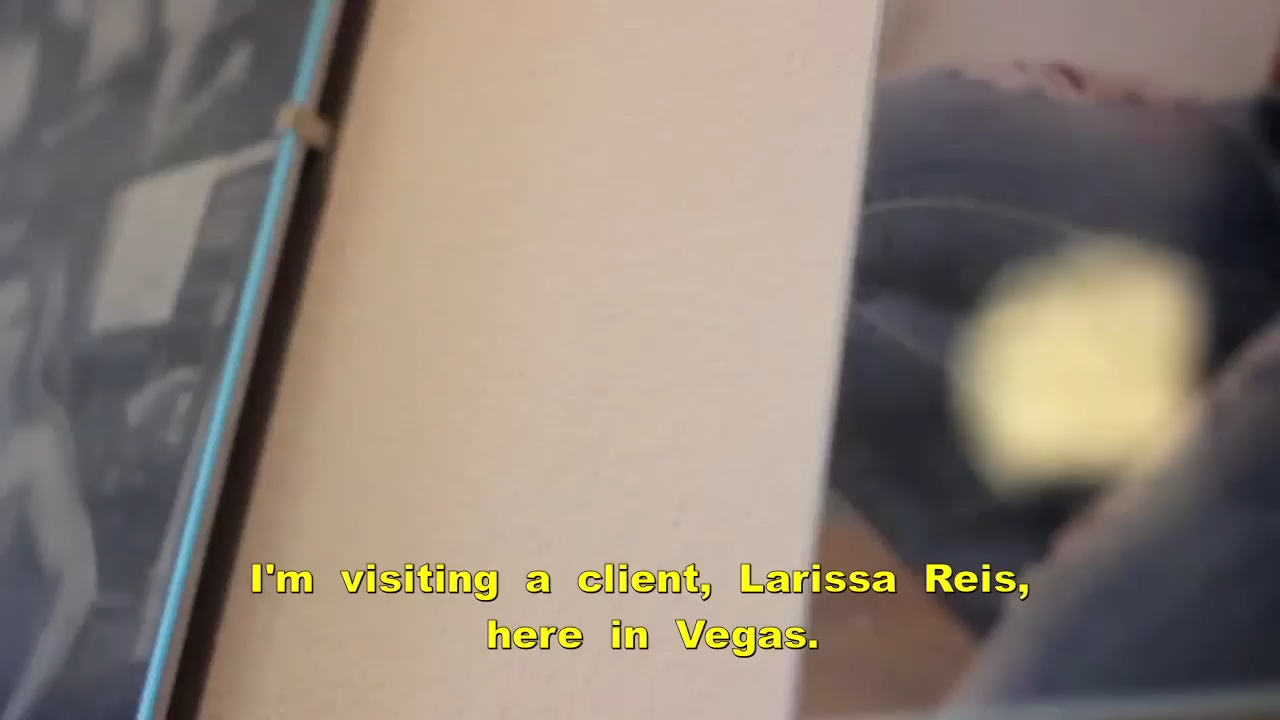 I'm visiting a client, Larissa Reis,
here in Vegas.